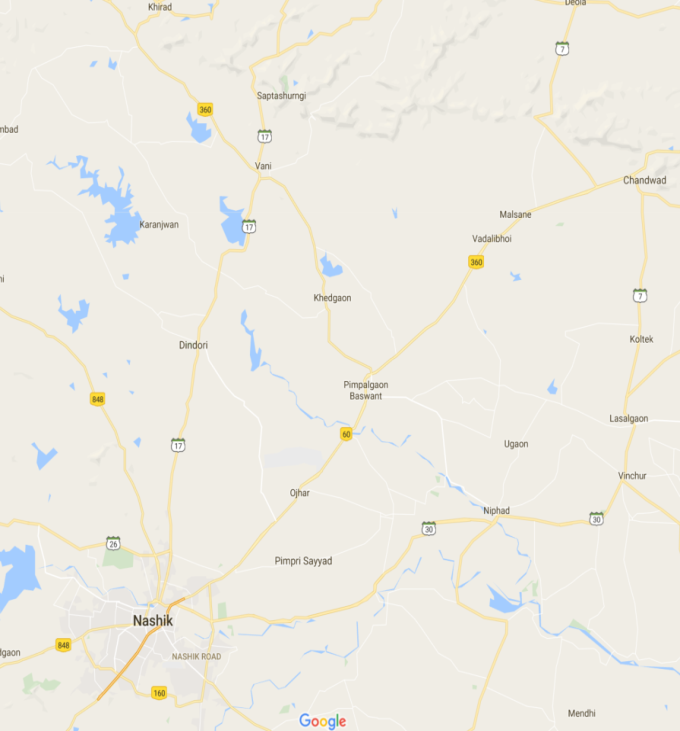 Khirad
Deola
7
Saptashurngi
360
17
Vani
Chandwad
Malsane
Karanjwan
17
Vadalibhoi
360
Khedgaon
7
Koltek
Dindori
Pimpalgaon
Baswant
848
Lasalgaon
60
17
Ugaon
Vinchur
Ojhar
Niphad
30
30
26
Pimpri Sayyad
Nashik
848
NASHIK ROAD
160
Mendhi
Google